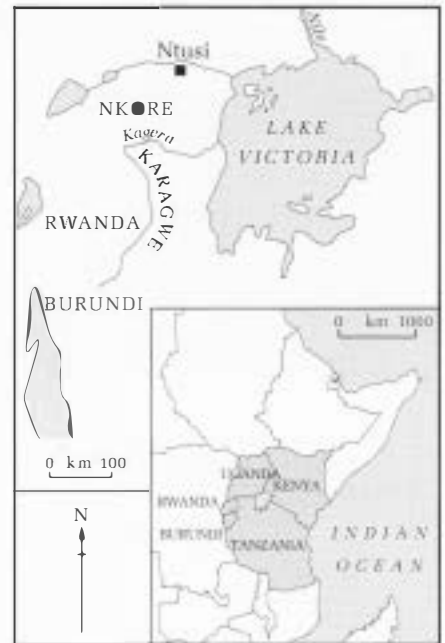 Nile
Ntusi
NKORE
Kagera
LAKE
VICTORIA
KARAGWE
RWANDA
BURUNDI
0 km 100
N
0 km 1000
UGANDA
KENYA
RWANDA
BURUNDI
TANZANIA
INDIAN
OCEAN